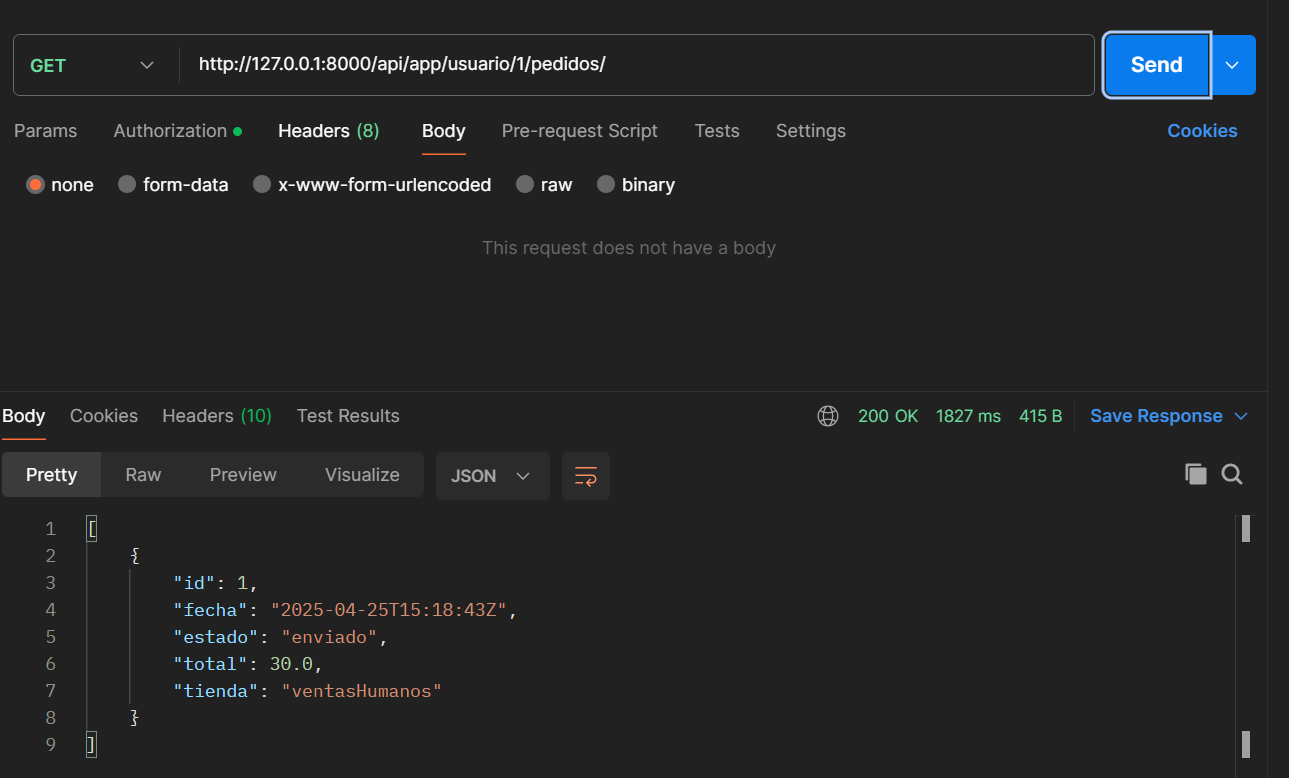 GET http://127.0.0.1:8000/api/app/usuario/1/pedidos/ Send
Params Authorization Headers (8) Body Pre-request Script Tests Settings Cookies
none form-data x-www-form-urlencoded raw binary
This request does not have a body
Body Cookies Headers (10) Test Results 200 OK 1827 ms 415 B Save Response
Pretty Raw Preview Visualize JSON
1 [
2 {
3 "id": 1,
4 "fecha": "2025-04-25T15:18:43Z",
5 "estado": "enviado",
6 "total": 30.0,
7 "tienda": "ventasHumanos"
8 }
9 ]